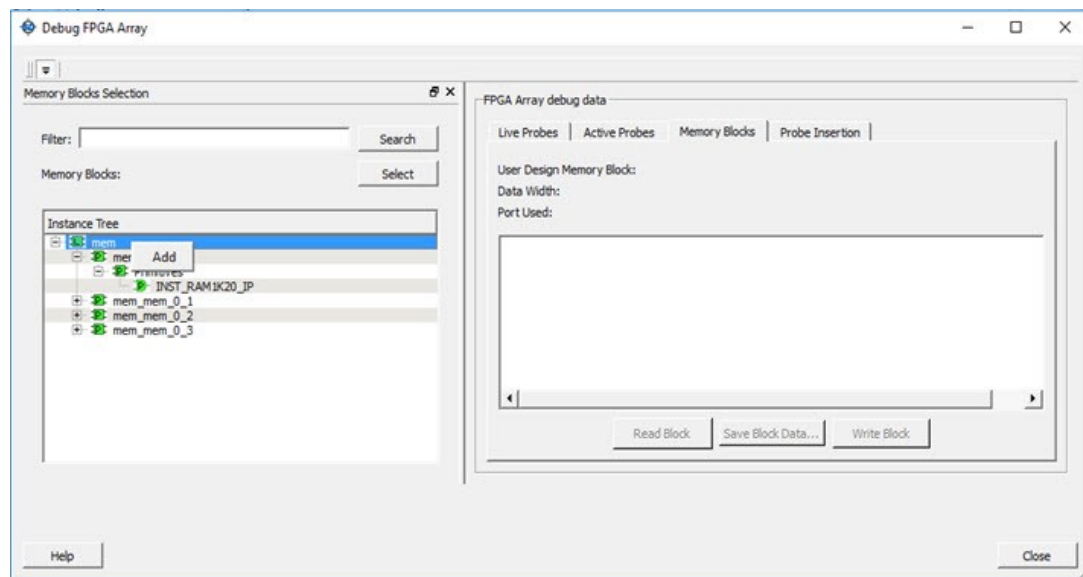 Debug FPGA Array
Memory Blocks Selection
Filter:
Search
Memory Blocks:
Select
Instance Tree
mem
Add
Primitives
INST_RAM1K20_IP
mem_mem_0_1
mem_mem_0_2
mem_mem_0_3
FPGA Array debug data
Live Probes Active Probes Memory Blocks Probe Insertion
User Design Memory Block:
Data Width:
Port Used:
Read Block Save Block Data... Write Block
Help
Close